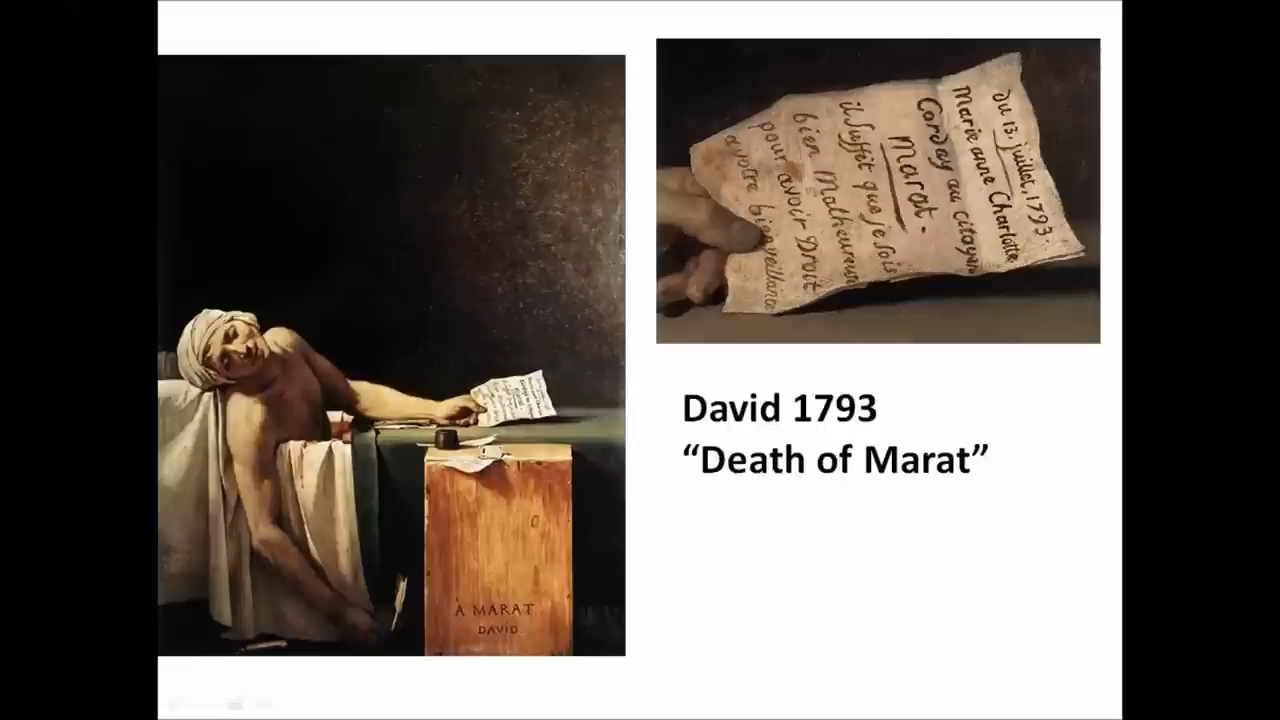 du 13. juillet, 1793.
Marie anne Charlotte
Corday au citoyen
Marat.
il suffit que je sois
bien Malheureuse
pour avoir Droit
a votre bienveillance
David 1793
“Death of Marat”
À MARAT
DAVID